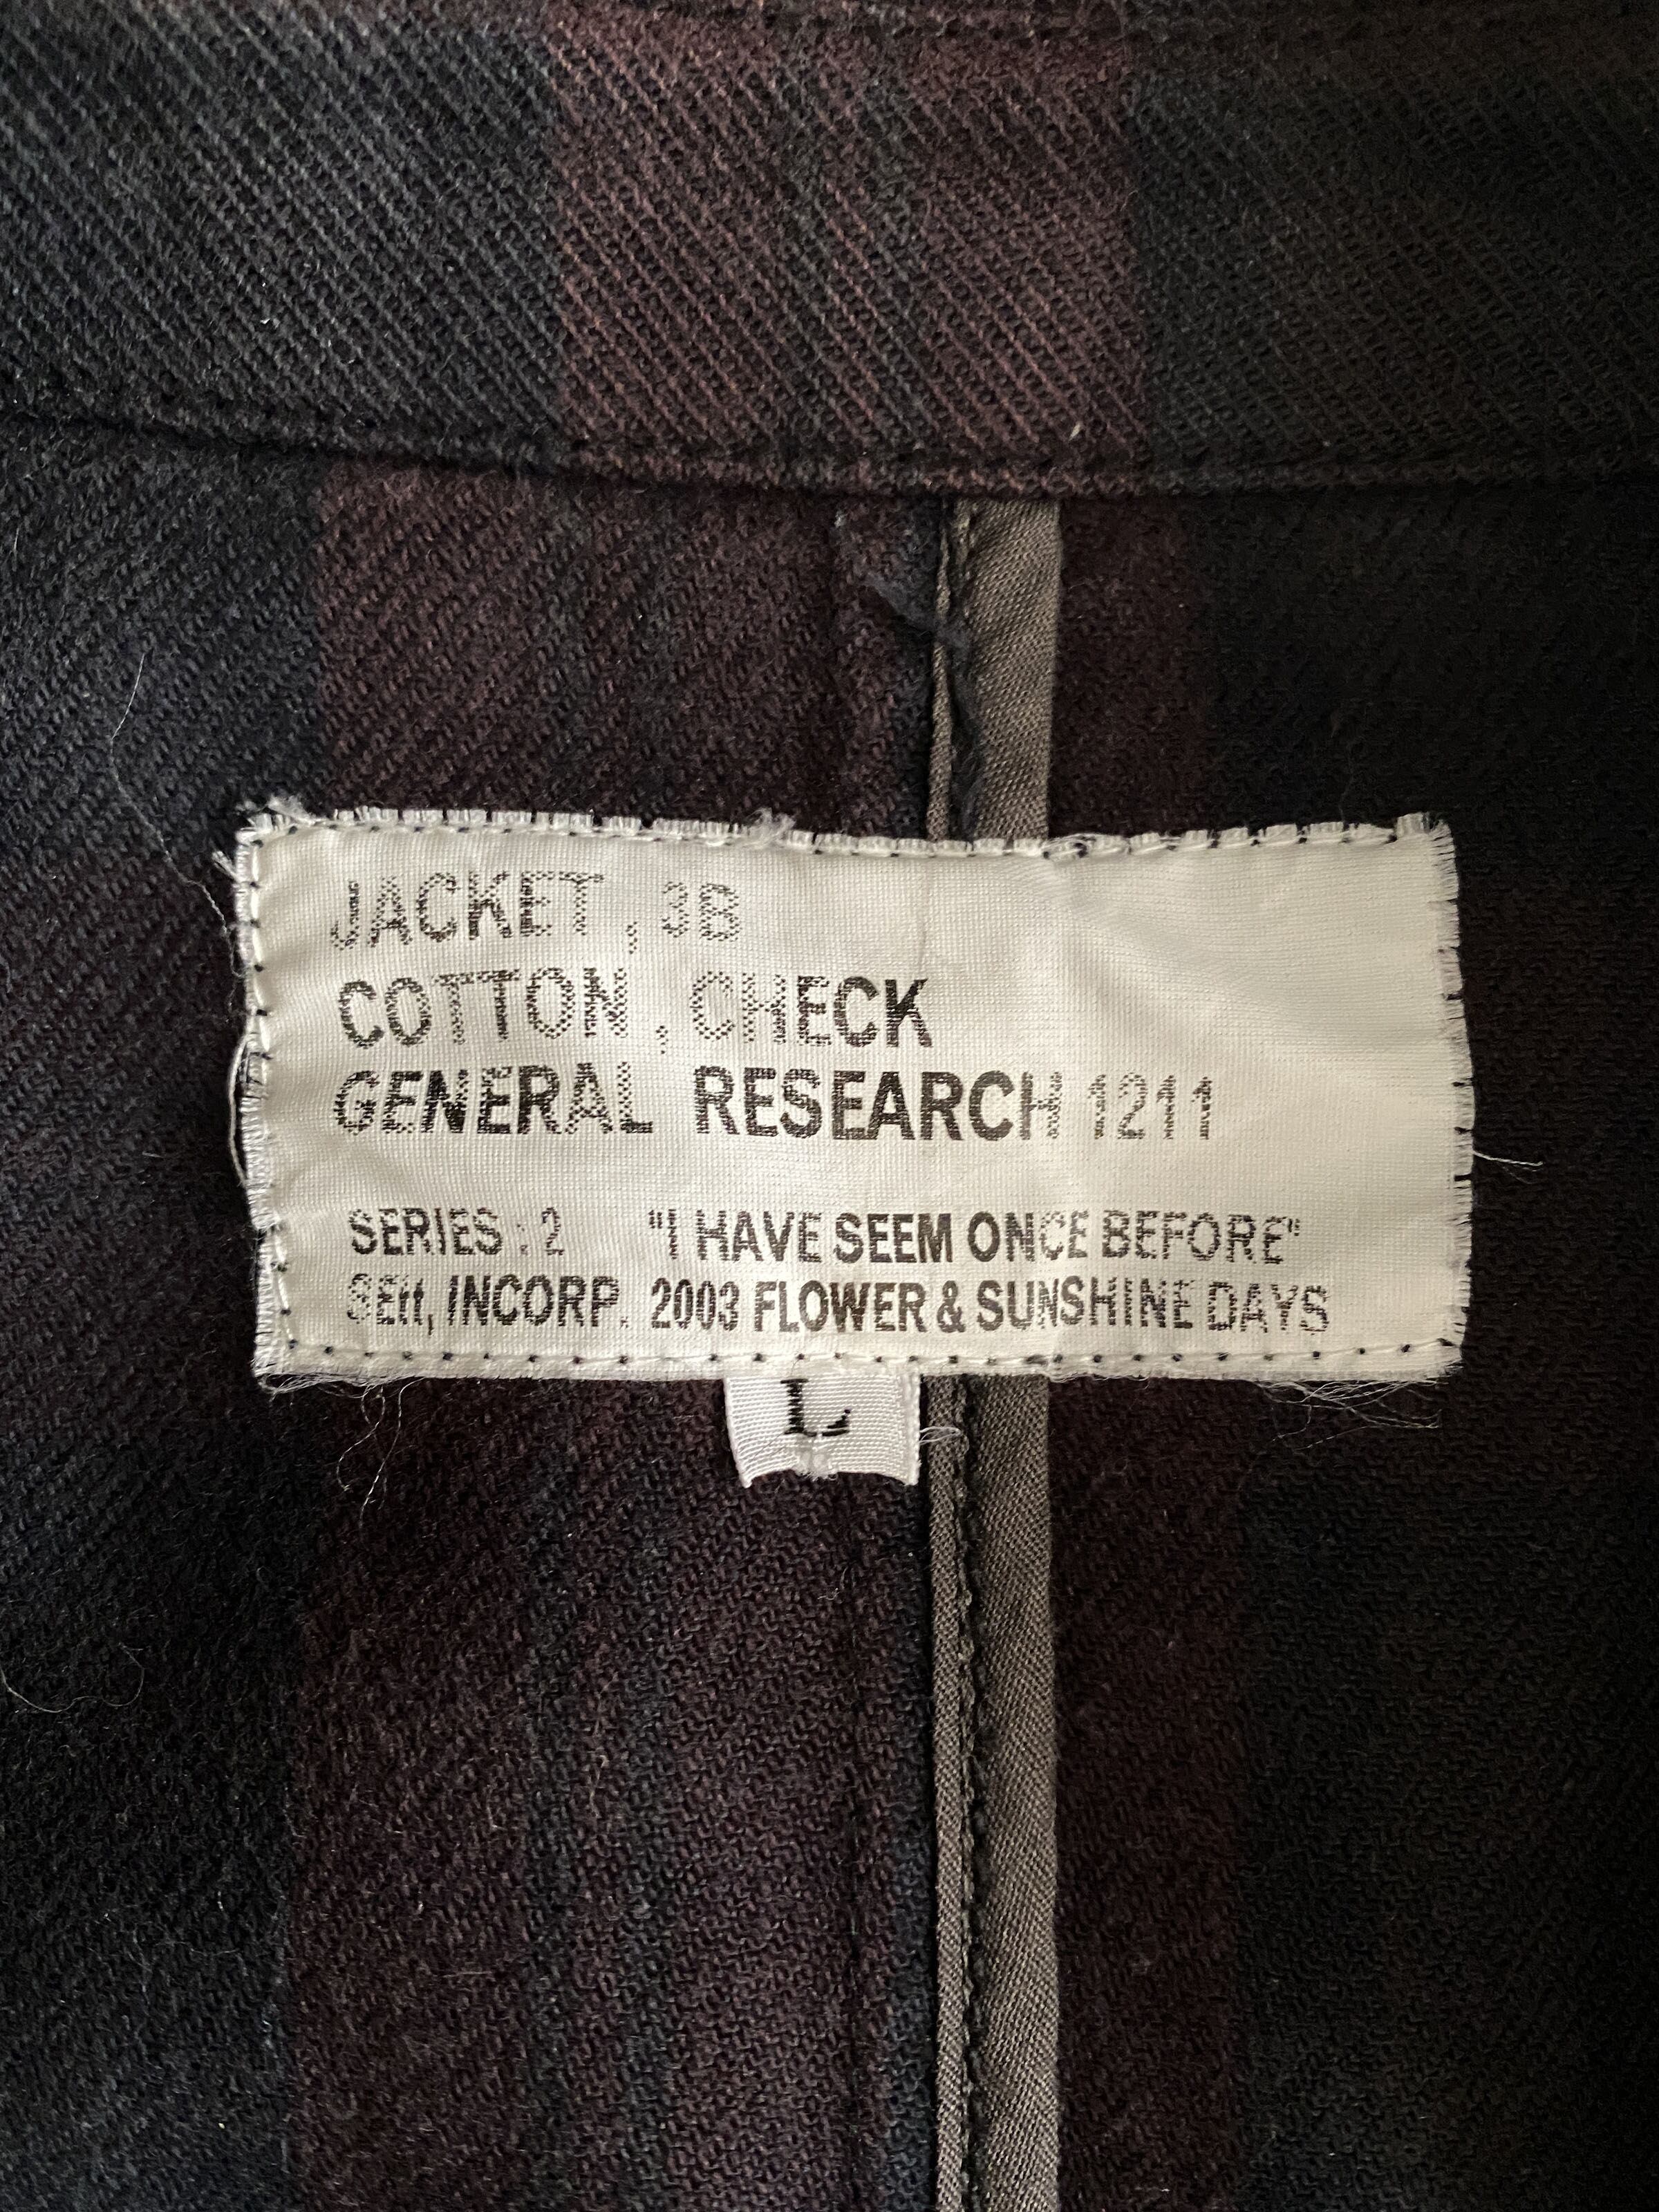 JACKET, 3B
COTTON, CHECK
GENERAL RESEARCH 1211
SERIES : 2 "I HAVE SEEM ONCE BEFORE"
SEtt, INCORP. 2003 FLOWER & SUNSHINE DAYS
L